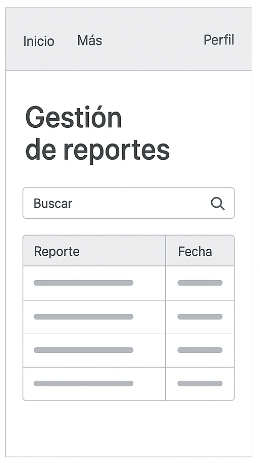 Inicio Más Perfil
Gestión
de reportes
Buscar
Reporte Fecha